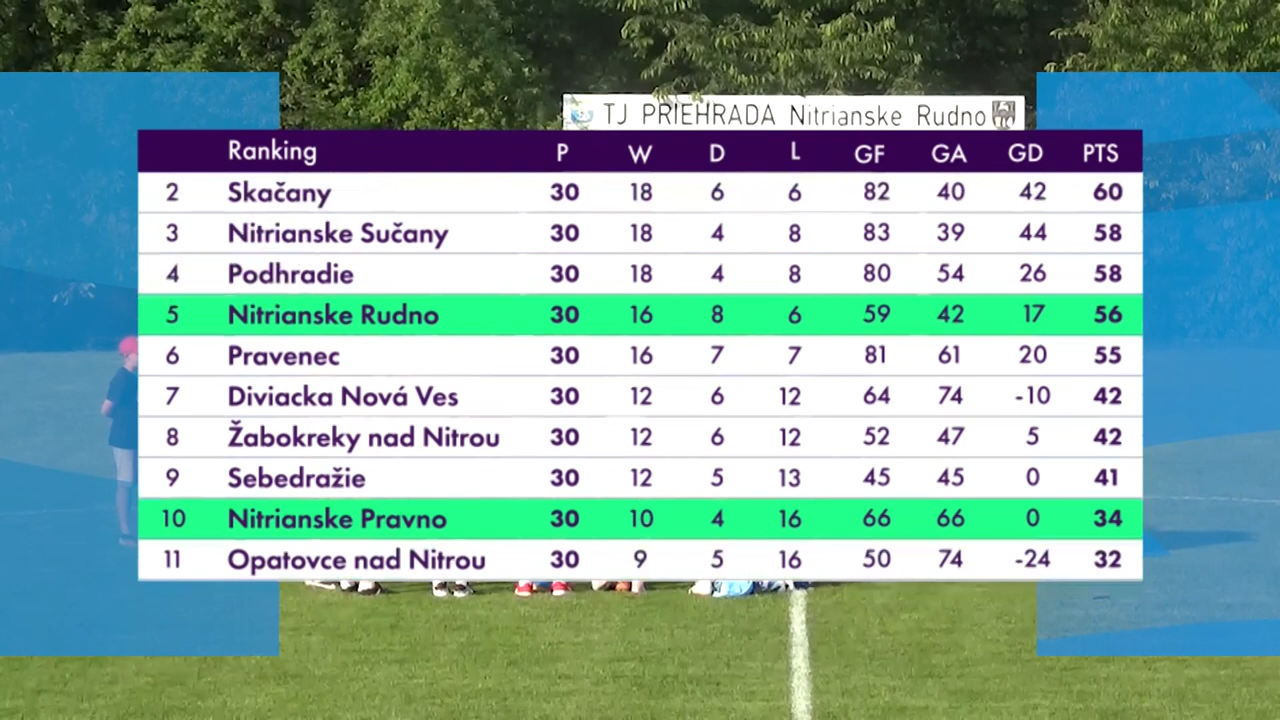 TJ PRIEHRADA Nitrianske Rudno
Ranking P W D L GF GA GD PTS
2 Skačany 30 18 6 6 82 40 42 60
3 Nitrianske Sučany 30 18 4 8 83 39 44 58
4 Podhradie 30 18 4 8 80 54 26 58
5 Nitrianske Rudno 30 16 8 6 59 42 17 56
6 Pravenec 30 16 7 7 81 61 20 55
7 Diviacka Nová Ves 30 12 6 12 64 74 -10 42
8 Žabokreky nad Nitrou 30 12 6 12 52 47 5 42
9 Sebedražie 30 12 5 13 45 45 0 41
10 Nitrianske Pravno 30 10 4 16 66 66 0 34
11 Opatovce nad Nitrou 30 9 5 16 50 74 -24 32